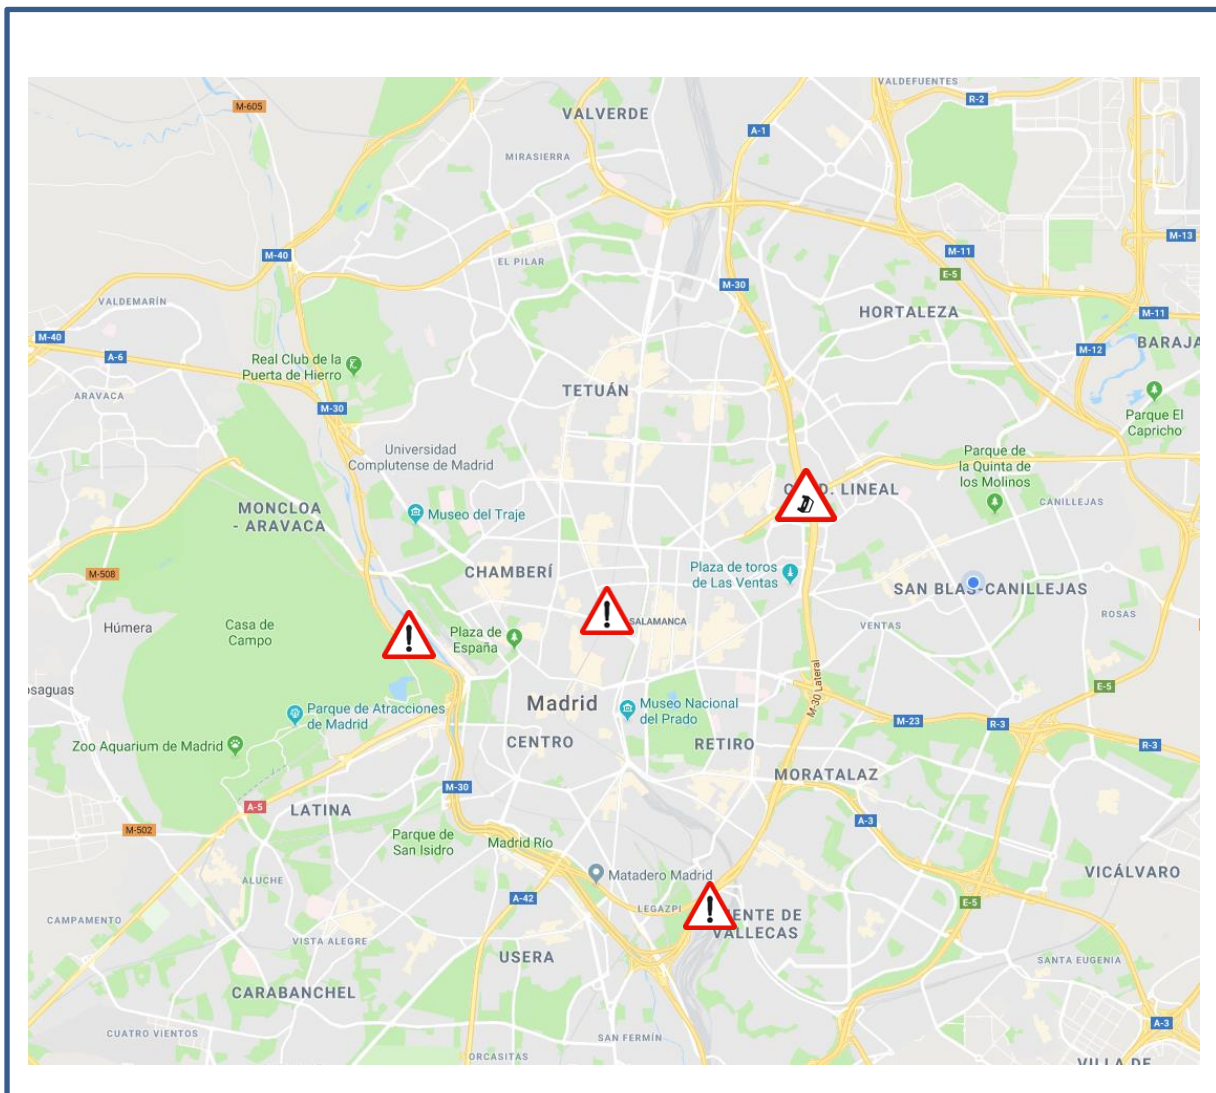 VALDEFUENTES
R-2
M-605
VALVERDE
A-1
MIRASIERRA
M-13
M-11
M-40
EL PILAR
E-5
M-30
VALDEMARÍN
HORTALEZA
M-11
M-40
BARAJA
M-12
A-6
Real Club de la
Puerta de Hierro
TETUÁN
ARAVACA
M-30
Parque El
Capricho
Universidad
Complutense de Madrid
Parque de
la Quinta de
los Molinos
D. LINEAL
CANILLEJAS
MONCLOA
- ARAVACA
Museo del Traje
CHAMBERÍ
Plaza de toros
de Las Ventas
M-508
SAN BLAS-CANILLEJAS
ROSAS
Húmera
Casa de
Campo
!
!
SALAMANCA
VENTAS
Plaza de
España
M-30 Lateral
osaguas
E-5
Parque de Atracciones
de Madrid
Madrid
Museo Nacional
del Prado
M-23
R-3
Zoo Aquarium de Madrid
CENTRO
RETIRO
R-3
MORATALAZ
M-30
A-5
LATINA
A-3
M-502
Parque de
San Isidro
Madrid Río
Matadero Madrid
VICÁLVARO
ALUCHE
A-42
LEGAZPI
!
E-5
CAMPAMENTO
ENTE DE
VALLECAS
VISTA ALEGRE
USERA
SANTA EUGENIA
CARABANCHEL
A-3
CUATRO VIENTOS
SAN FERMÍN
ORCASITAS
VILLA DE